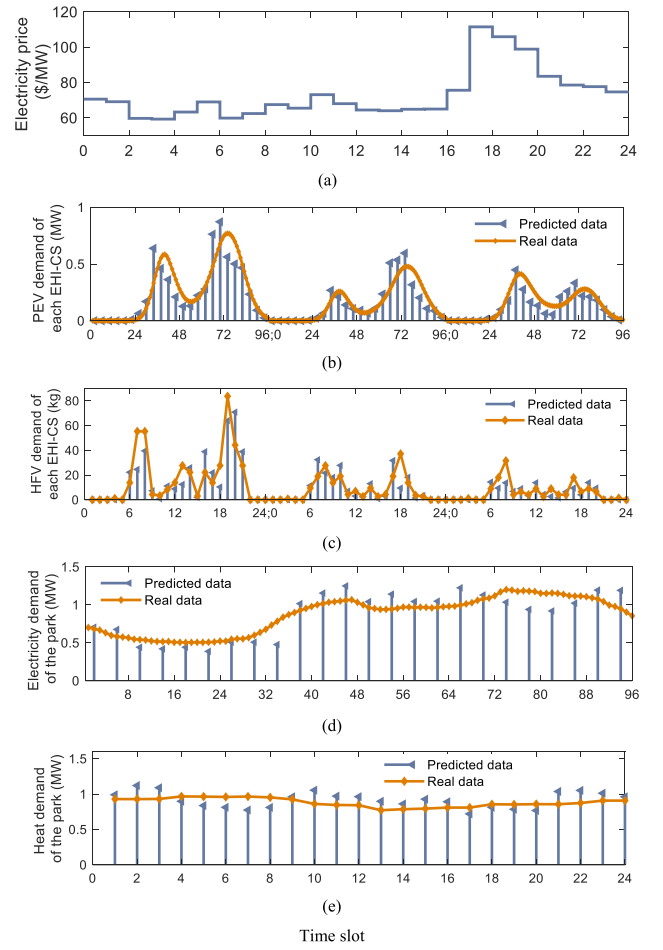 Electricity price
($/MW)
120
100
80
60
0 2 4 6 8 10 12 14 16 18 20 22 24
(a)
PEV demand of
each EHI-CS (MW)
1
0.5
0
Predicted data
Real data
0 24 48 72 96;0 24 48 72 96;0 24 48 72 96
(b)
HFV demand of
each EHI-CS (kg)
80
60
40
20
0
Predicted data
Real data
0 6 12 18 24;0 6 12 18 24;0 6 12 18 24
(c)
Electricity demand
of the park (MW)
1.5
1
0.5
0
Predicted data
Real data
8 16 24 32 40 48 56 64 72 80 88 96
(d)
Heat demand
of the park (MW)
1.5
1
0.5
0
Predicted data
Real data
0 2 4 6 8 10 12 14 16 18 20 22 24
(e)
Time slot